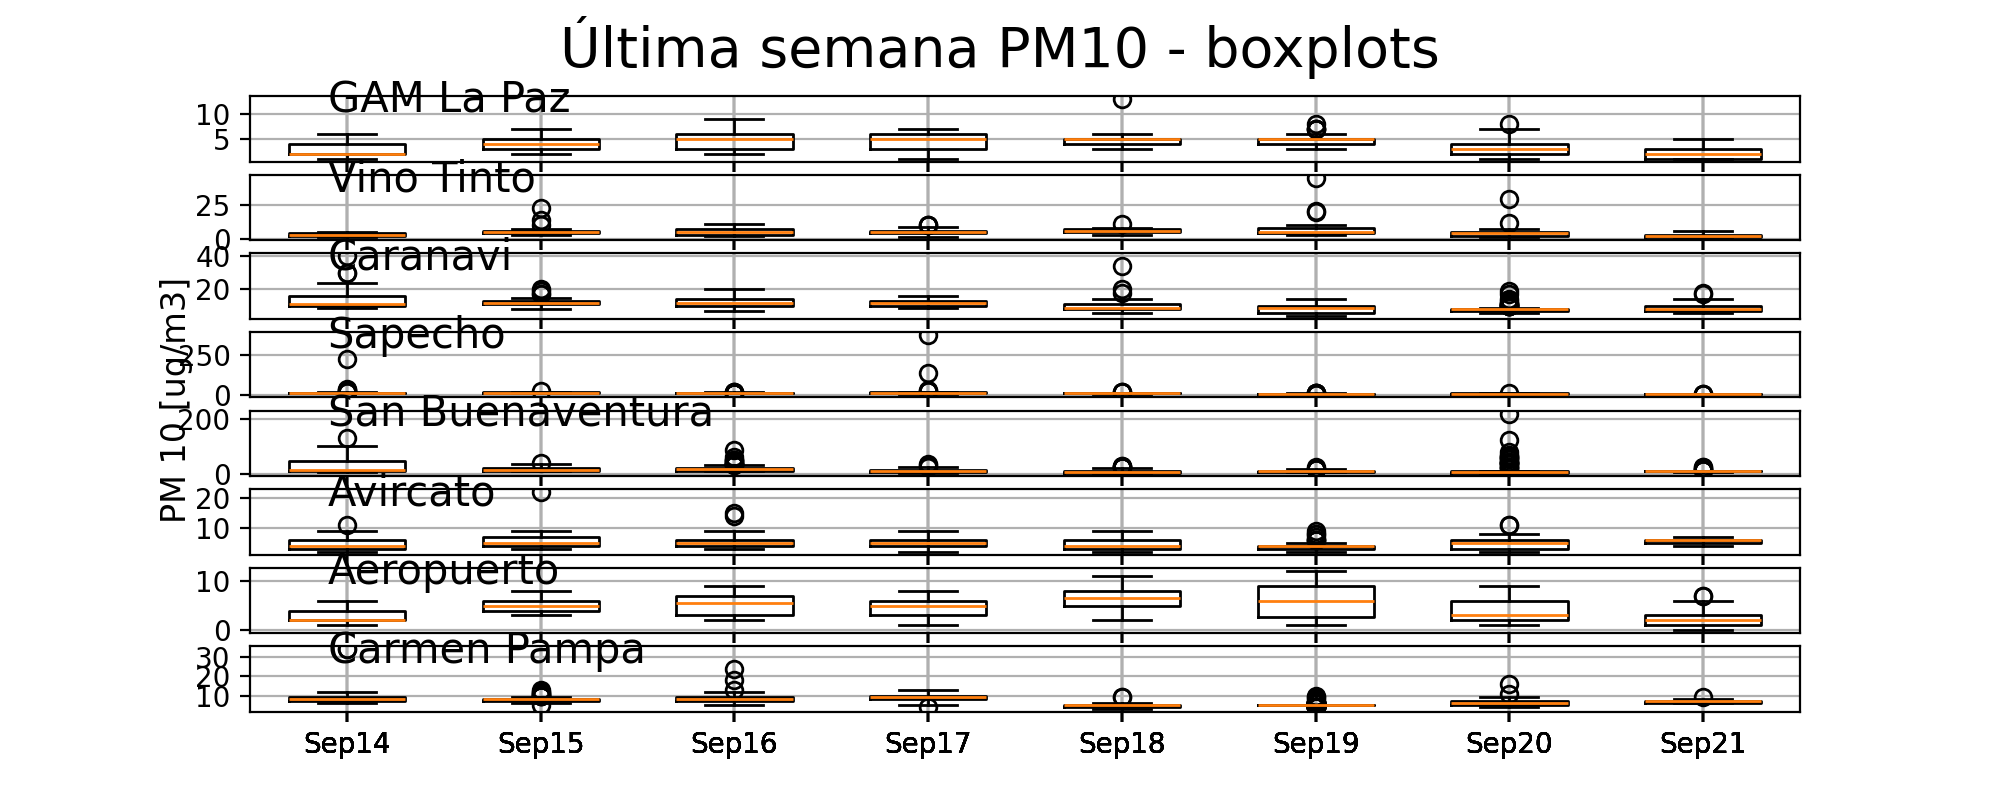 Última semana PM10 - boxplots
GAM La Paz
10
5
Vino Tinto
25
0
Caranavi
40
20
Sapecho
250
0
San Buenaventura
200
0
Avircato
20
10
Aeropuerto
10
0
Carmen Pampa
30
20
10
PM 10 [ug/m3]
Sep14 Sep15 Sep16 Sep17 Sep18 Sep19 Sep20 Sep21